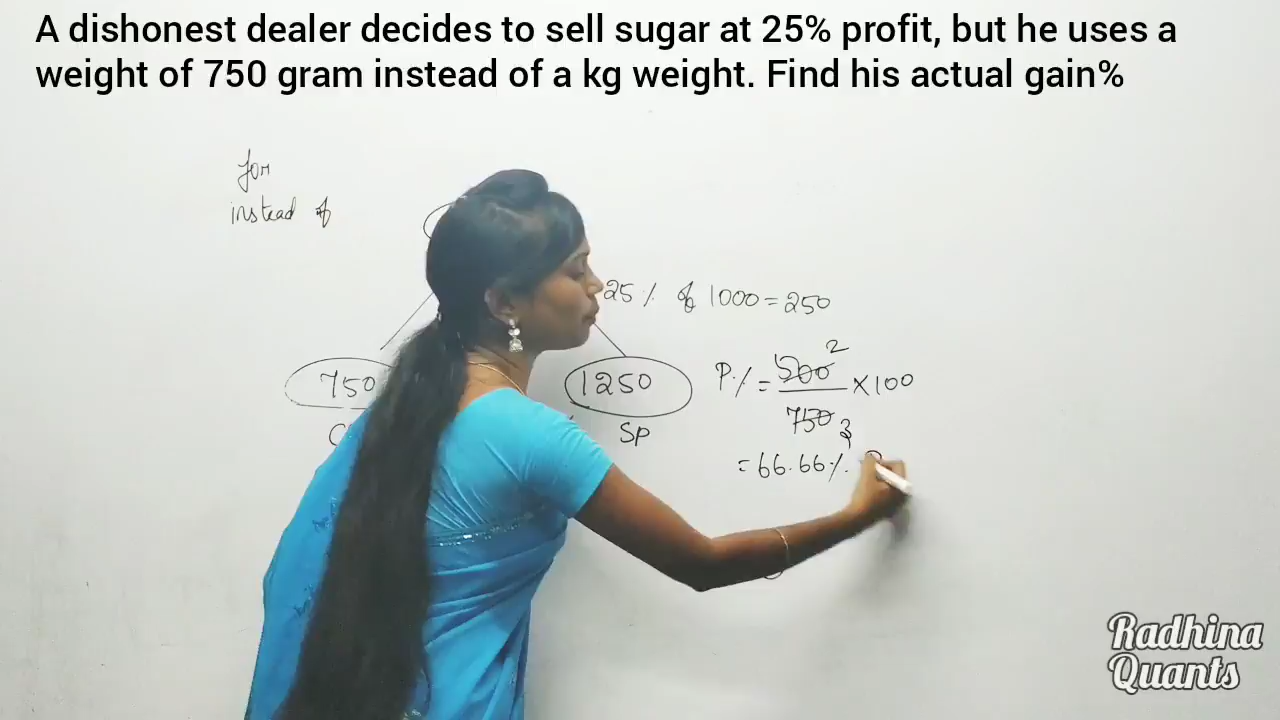 A dishonest dealer decides to sell sugar at 25% profit, but he uses a
weight of 750 gram instead of a kg weight. Find his actual gain%
for
instead of
25% of 1000=250
750
1250
SP
P% = 500 2 × 100
750 3
= 66.66%
Radhina
Quants